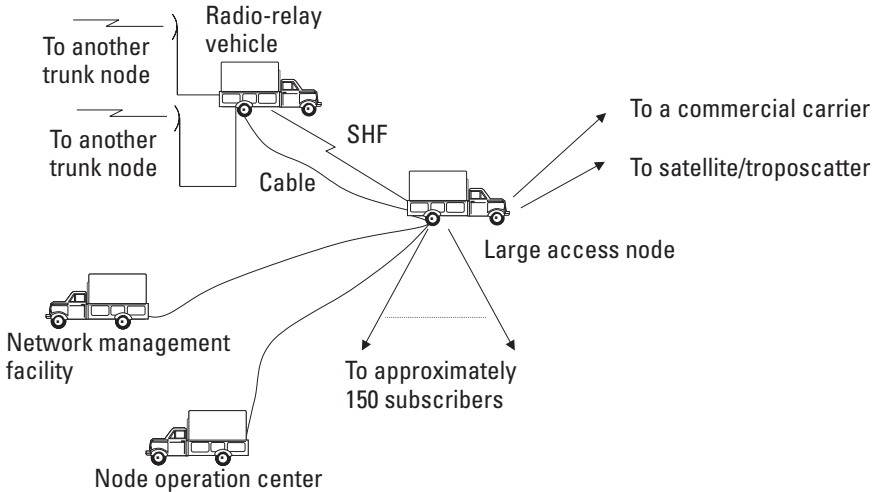 Radio-relay
vehicle
To another
trunk node
To another
trunk node
SHF
Cable
To a commercial carrier
To satellite/troposcatter
Large access node
Network management
facility
To approximately
150 subscribers
Node operation center